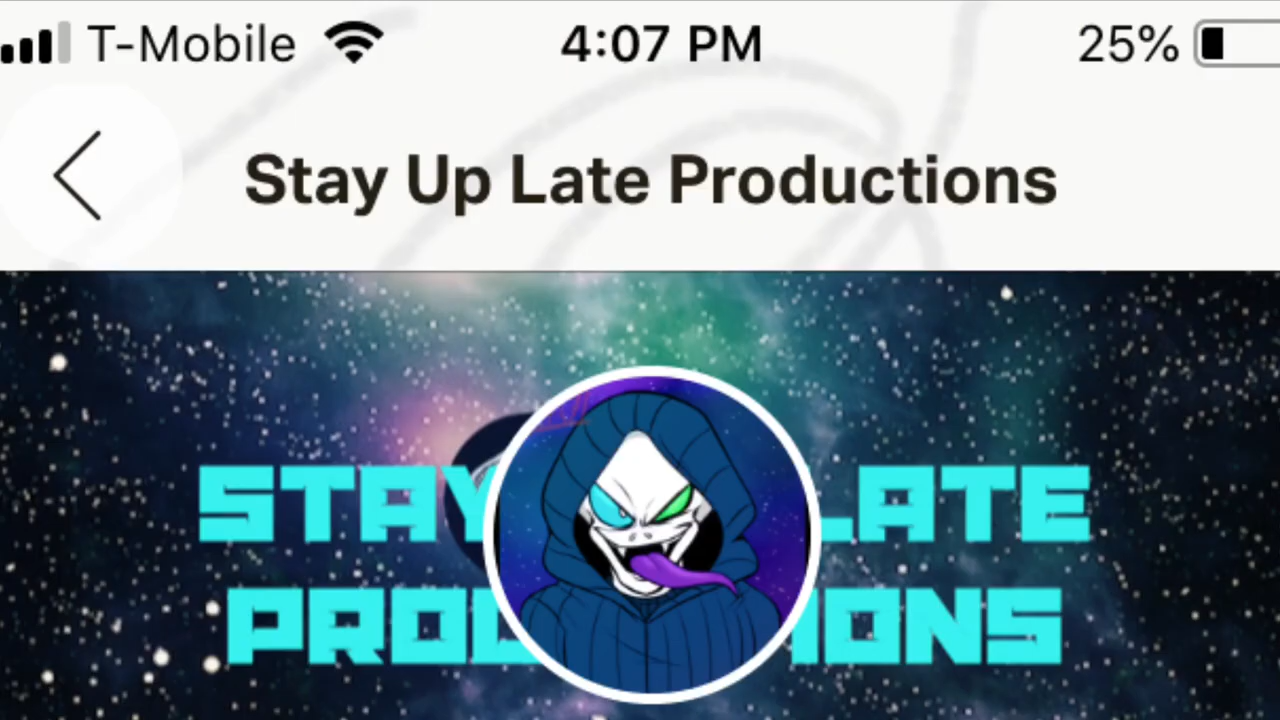 T-Mobile 4:07 PM 25%
Stay Up Late Productions
STAY LATE
PROD IONS